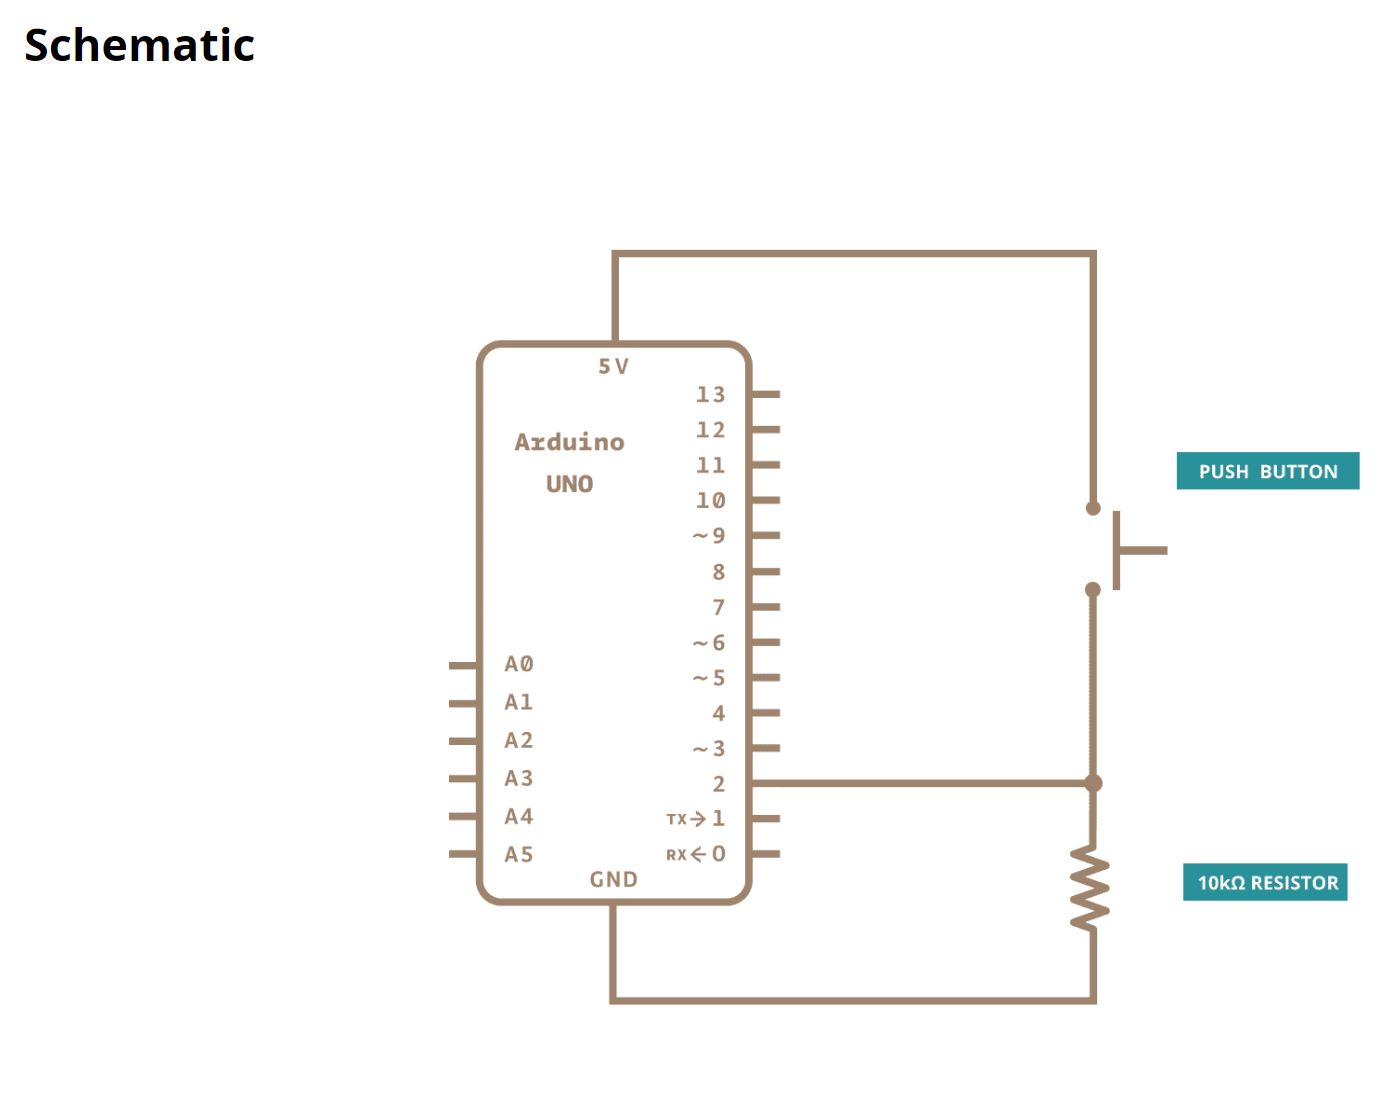 Schematic
5V
13
Arduino
12
11
UNO
10
~9
8
7
~6
A0
~5
A1
4
A2
~3
A3
2
A4
TX→1
A5
RX←0
GND
PUSH BUTTON
10kΩ RESISTOR